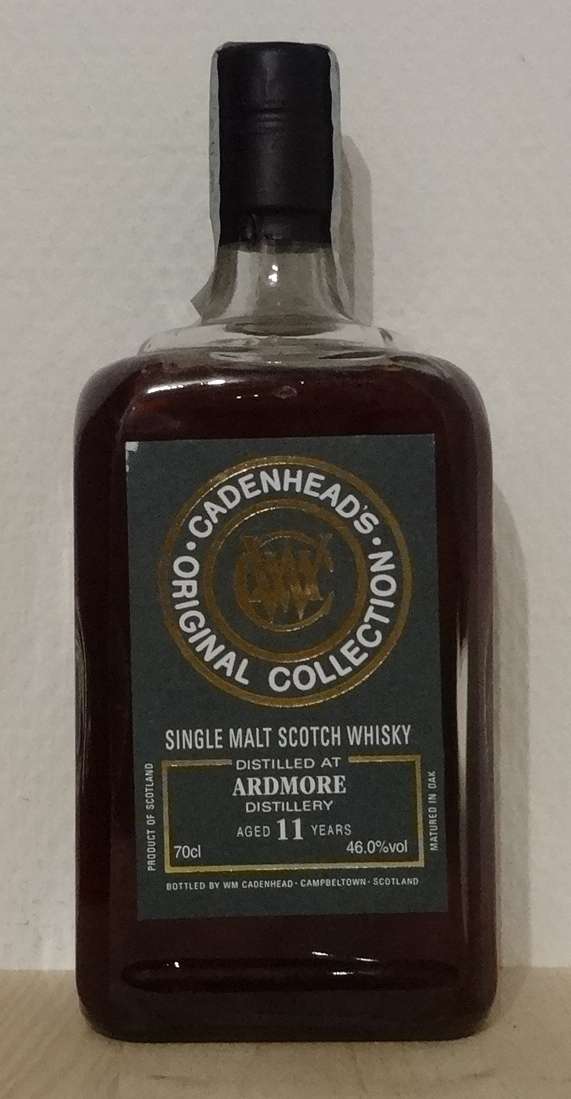 CADENHEAD'S
ORIGINAL COLLECTION
SINGLE MALT SCOTCH WHISKY
DISTILLED AT
ARDMORE
DISTILLERY
AGED 11 YEARS
70cl 46.0%vol
PRODUCT OF SCOTLAND
MATURED IN OAK
BOTTLED BY WM CADENHEAD · CAMPBELTOWN · SCOTLAND